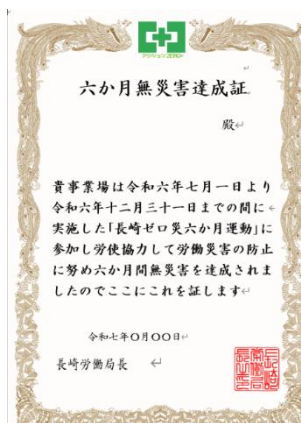 六か月無災害達成証
殿
貴事業場は令和六年七月一日より
令和六年十二月三十一日までの間に
実施した「長崎ゼロ災六か月運動」に
参加し労使協力して労働災害の防止
に努め六か月間無災害を達成されま
したのでここにこれを証します
令和七年〇月〇〇日
長崎労働局長